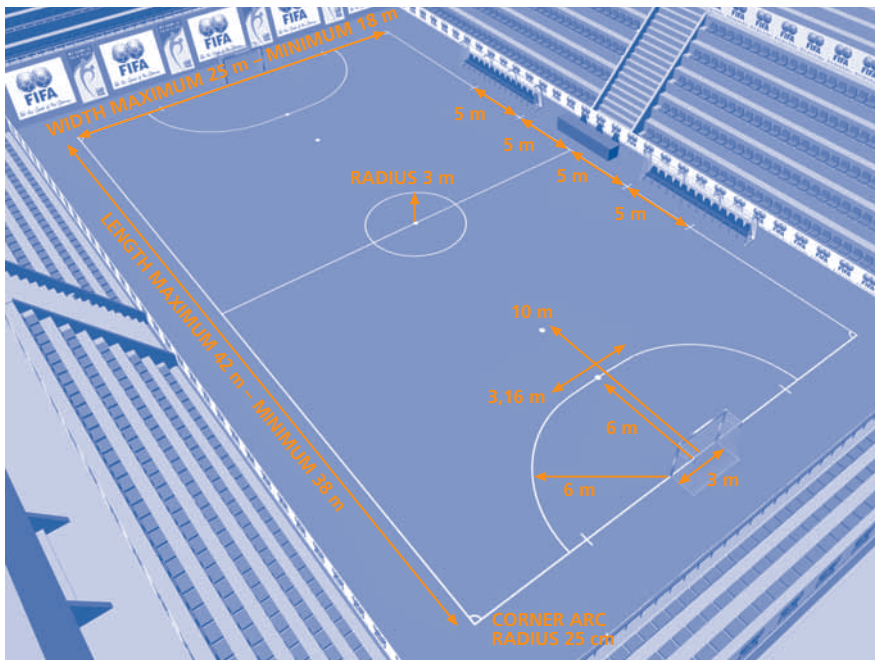 FIFA
FIFA
FIFA
FIFA
WIDTH MAXIMUM 25 m – MINIMUM 18 m
5 m
5 m
5 m
5 m
RADIUS 3 m
LENGTH MAXIMUM 42 m – MINIMUM 38 m
10 m
3,16 m
6 m
6 m
3 m
CORNER ARC
RADIUS 25 cm